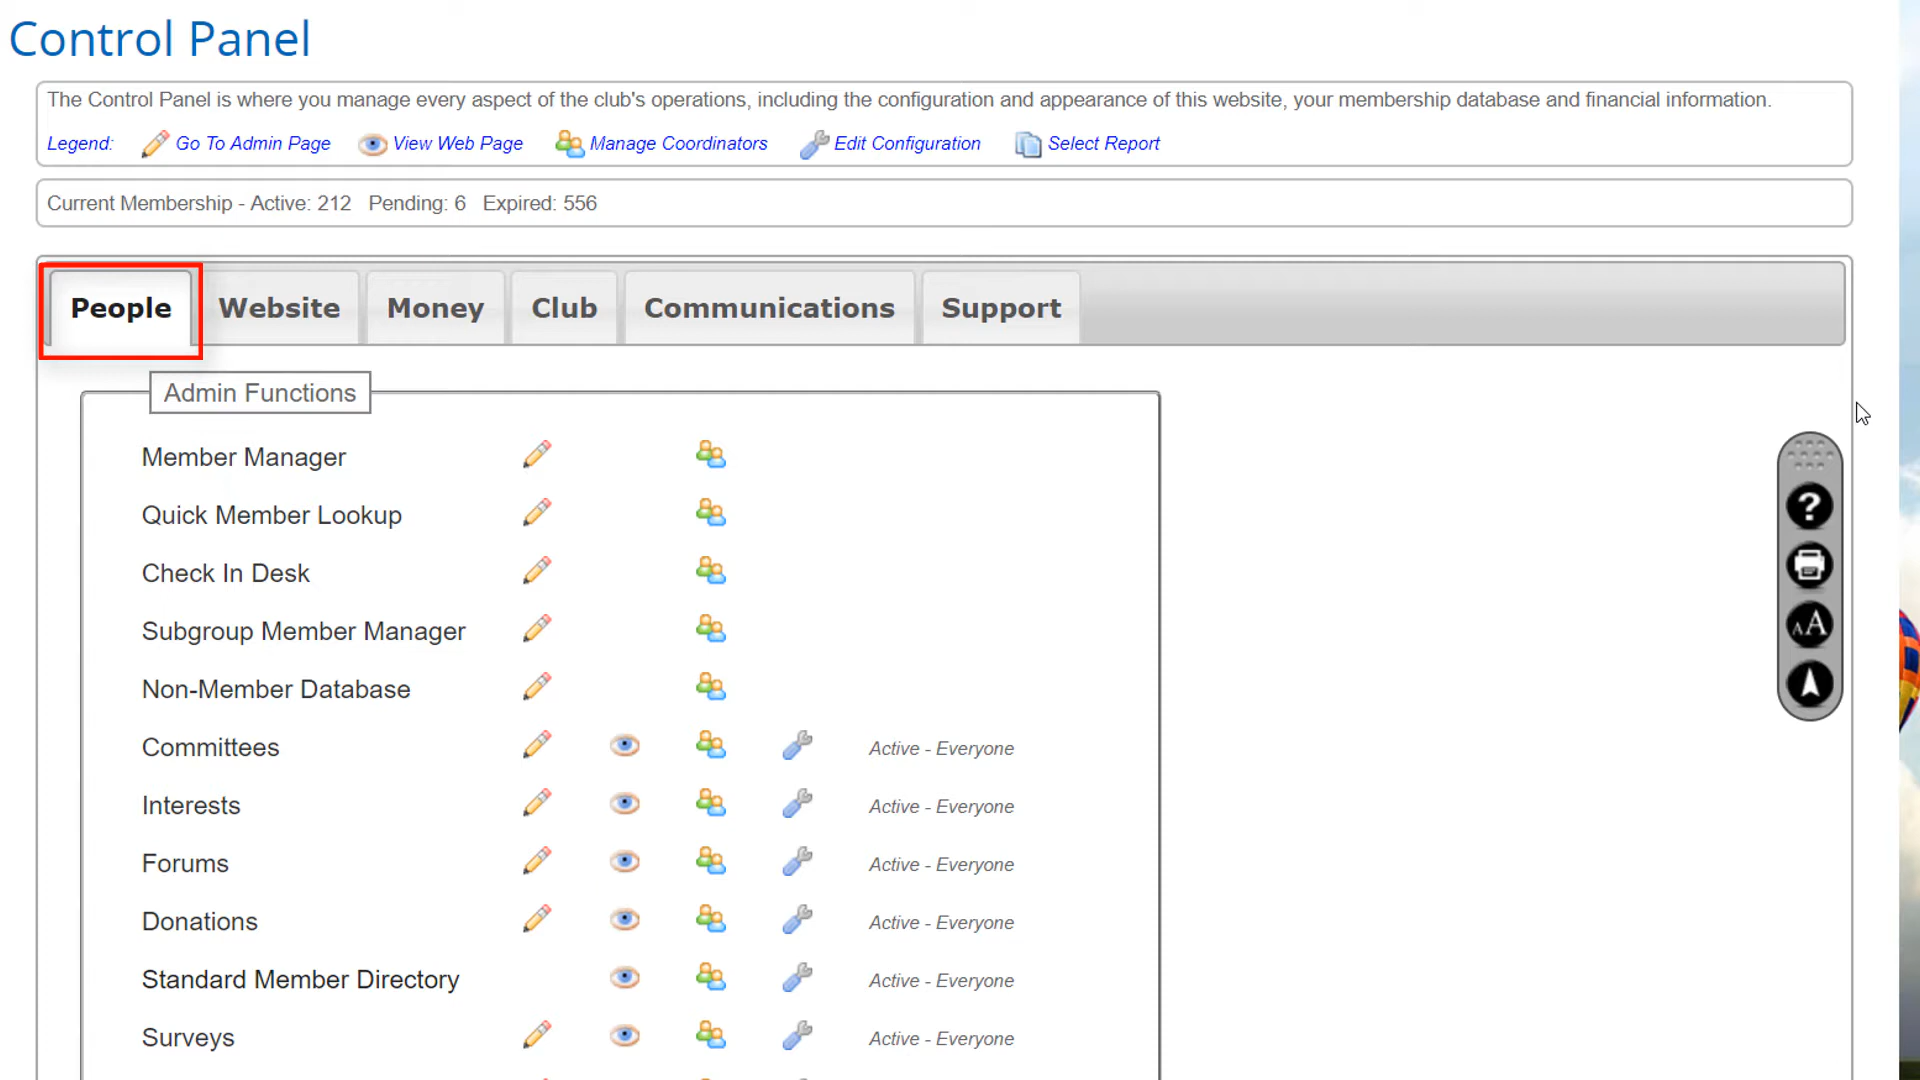 Control Panel
The Control Panel is where you manage every aspect of the club's operations, including the configuration and appearance of this website, your membership database and financial information.
Legend: Go To Admin Page View Web Page Manage Coordinators Edit Configuration Select Report
Current Membership - Active: 212 Pending: 6 Expired: 556
People Website Money Club Communications Support
Admin Functions
Member Manager
Quick Member Lookup
Check In Desk
Subgroup Member Manager
Non-Member Database
Committees Active - Everyone
Interests Active - Everyone
Forums Active - Everyone
Donations Active - Everyone
Standard Member Directory Active - Everyone
Surveys Active - Everyone
?
AA